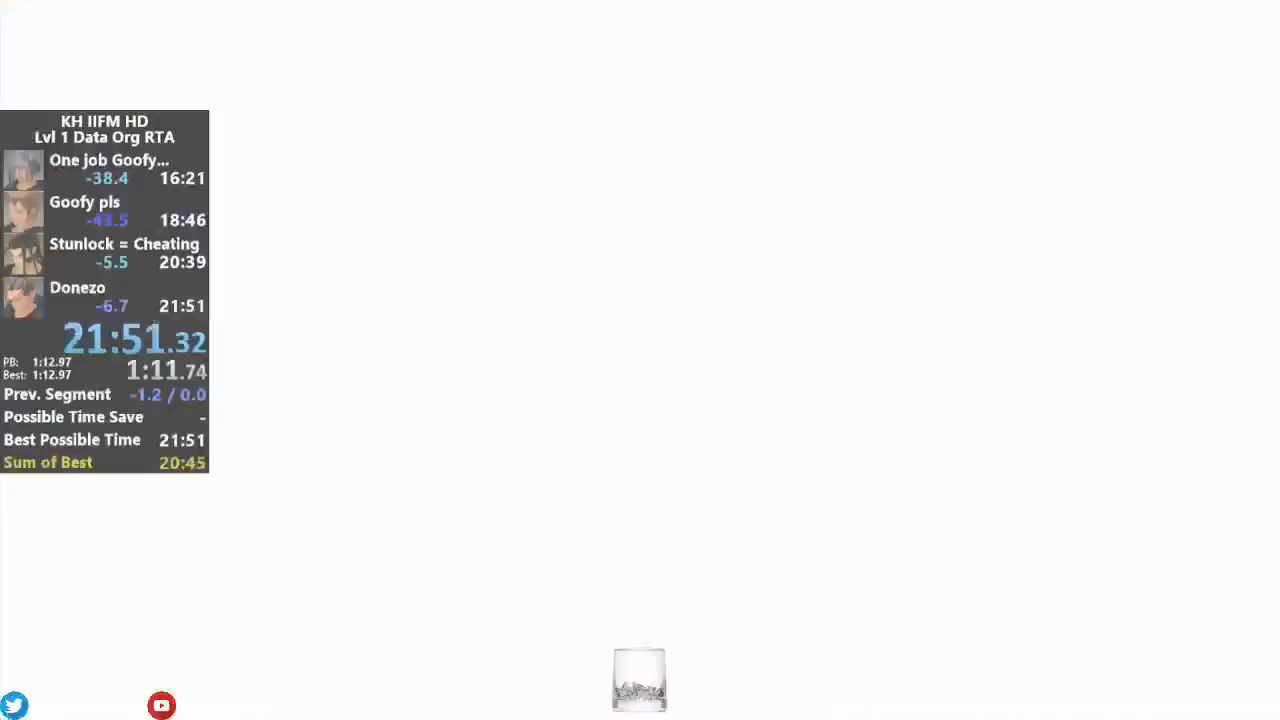 KH IIFM HD
Lvl 1 Data Org RTA
One job Goofy...
-38.4 16:21
Goofy pls
-43.5 18:46
Stunlock = Cheating
-5.5 20:39
Donezo
-6.7 21:51
21:51.32
PB: 1:12.97
Best: 1:12.97
1:11.74
Prev. Segment -1.2 / 0.0
Possible Time Save -
Best Possible Time 21:51
Sum of Best 20:45